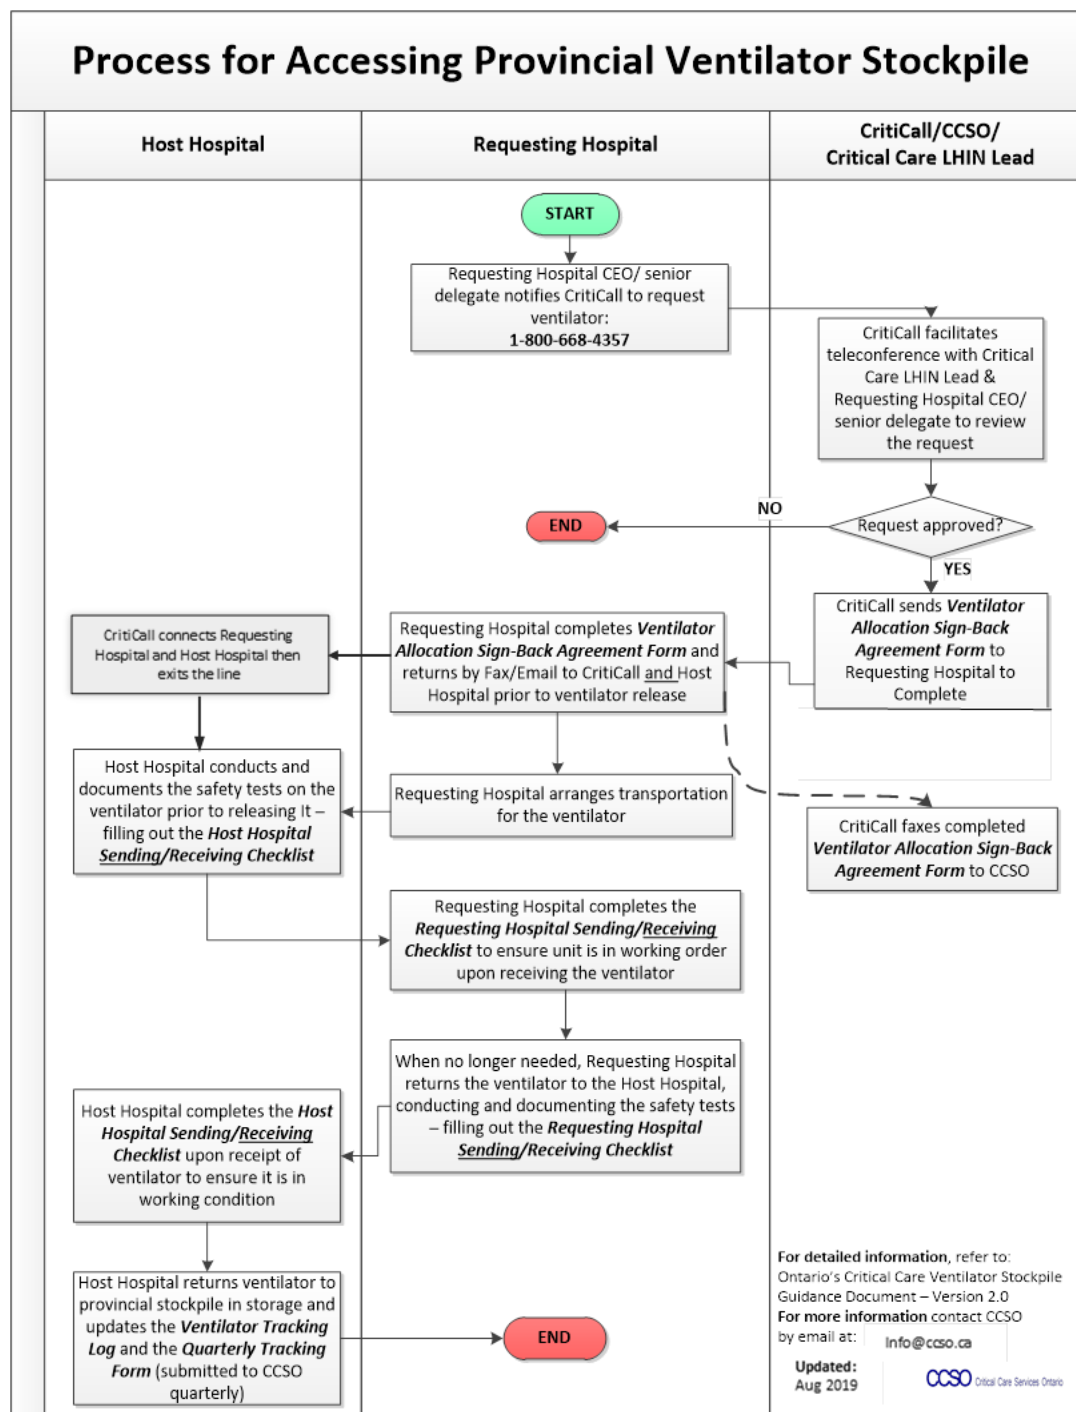 Process for Accessing Provincial Ventilator Stockpile
Host Hospital
Requesting Hospital
CritiCall/CCSO/
Critical Care LHIN Lead
START
Requesting Hospital CEO/ senior
delegate notifies CritiCall to request
ventilator:
1-800-668-4357
CritiCall facilitates
teleconference with Critical
Care LHIN Lead &
Requesting Hospital CEO/
senior delegate to review
the request
NO
END
Request approved?
YES
CritiCall sends Ventilator
Allocation Sign-Back
Agreement Form to
Requesting Hospital to
Complete
Requesting Hospital completes Ventilator
Allocation Sign-Back Agreement Form and
returns by Fax/Email to CritiCall and Host
Hospital prior to ventilator release
CritiCall connects Requesting
Hospital and Host Hospital then
exits the line
Host Hospital conducts and
documents the safety tests on the
ventilator prior to releasing It –
filling out the Host Hospital
Sending/Receiving Checklist
Requesting Hospital arranges transportation
for the ventilator
CritiCall faxes completed
Ventilator Allocation Sign-Back
Agreement Form to CCSO
Requesting Hospital completes the
Requesting Hospital Sending/Receiving
Checklist to ensure unit is in working order
upon receiving the ventilator
When no longer needed, Requesting Hospital
returns the ventilator to the Host Hospital,
conducting and documenting the safety tests
– filling out the Requesting Hospital
Sending/Receiving Checklist
Host Hospital completes the Host
Hospital Sending/Receiving
Checklist upon receipt of
ventilator to ensure it is in
working condition
Host Hospital returns ventilator to
provincial stockpile in storage and
updates the Ventilator Tracking
Log and the Quarterly Tracking
Form (submitted to CCSO
quarterly)
END
For detailed information, refer to:
Ontario's Critical Care Ventilator Stockpile
Guidance Document – Version 2.0
For more information contact CCSO
by email at: Info@ccso.ca
Updated:
Aug 2019
CCSO Critical Care Services Ontario